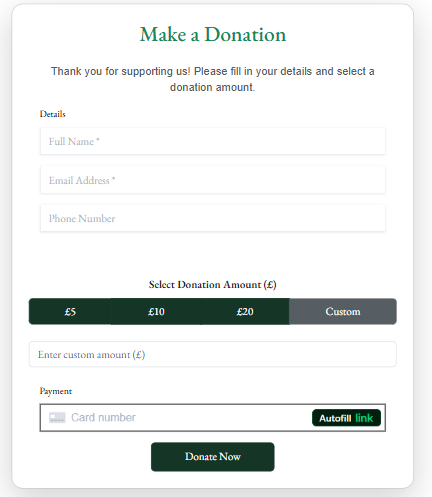 Make a Donation
Thank you for supporting us! Please fill in your details and select a
donation amount.
Details
Full Name *
Email Address *
Phone Number
Select Donation Amount (£)
£5 £10 £20 Custom
Enter custom amount (£)
Payment
Card number Autofill link
Donate Now